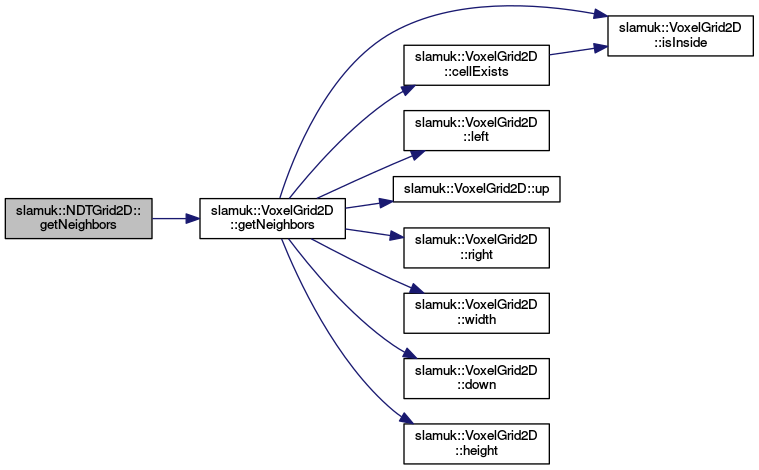 slamuk::VoxelGrid2D
::isInside
slamuk::VoxelGrid2D
::cellExists
slamuk::VoxelGrid2D
::left
slamuk::VoxelGrid2D::up
slamuk::NDTGrid2D::
getNeighbors
slamuk::VoxelGrid2D
::getNeighbors
slamuk::VoxelGrid2D
::right
slamuk::VoxelGrid2D
::width
slamuk::VoxelGrid2D
::down
slamuk::VoxelGrid2D
::height